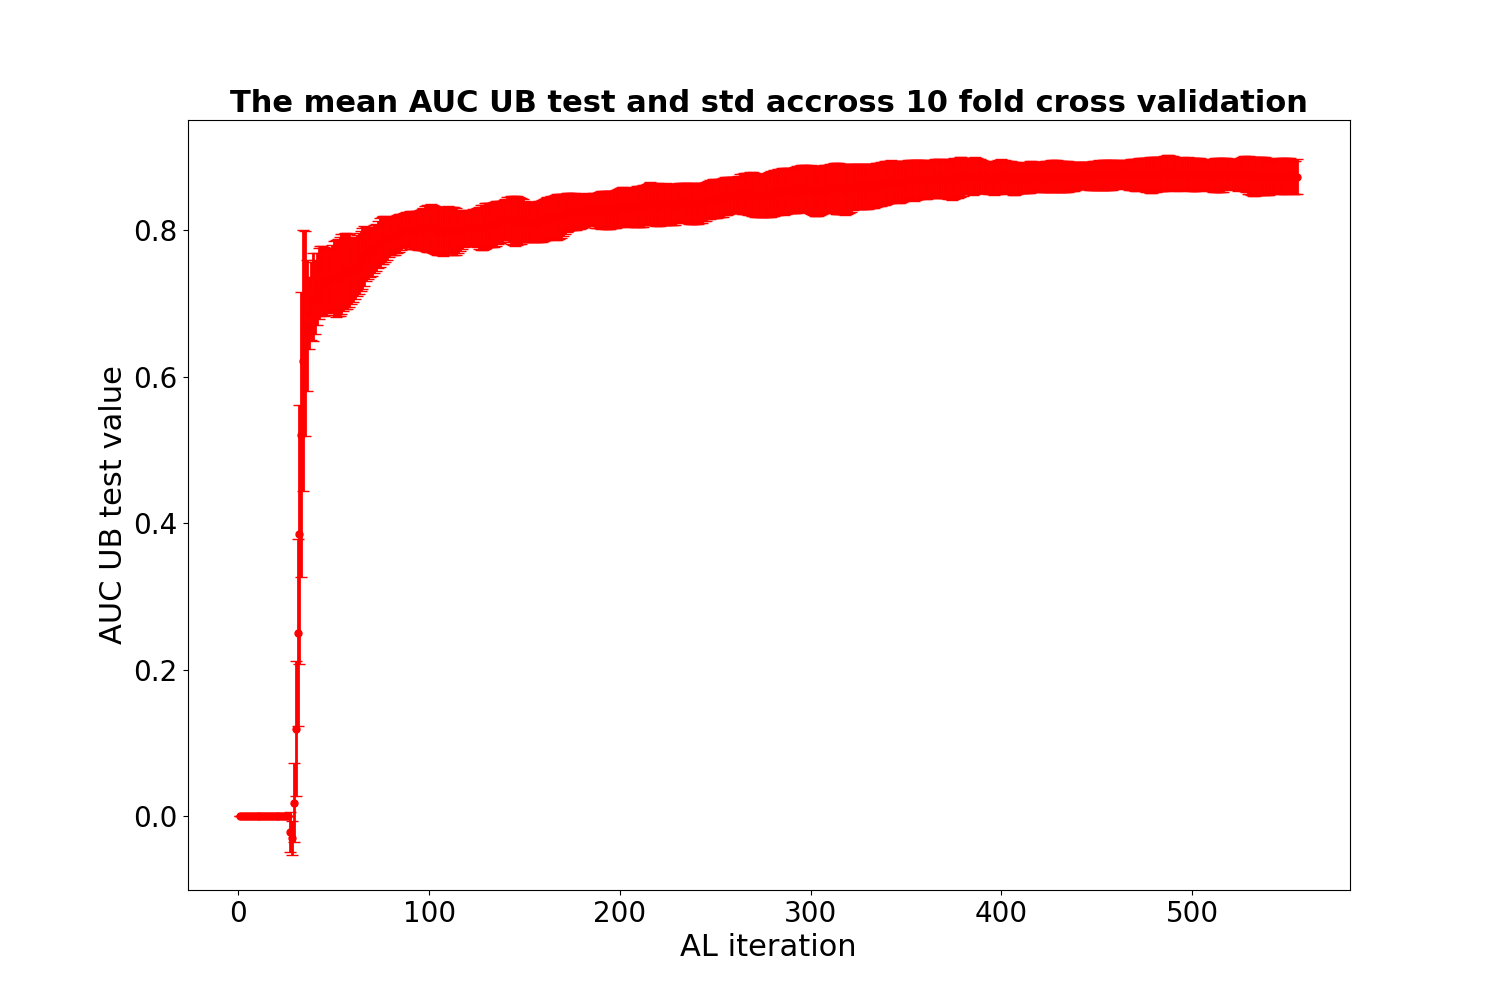 The mean AUC UB test and std accross 10 fold cross validation
AUC UB test value
0.8
0.6
0.4
0.2
0.0
0 100 200 300 400 500
AL iteration